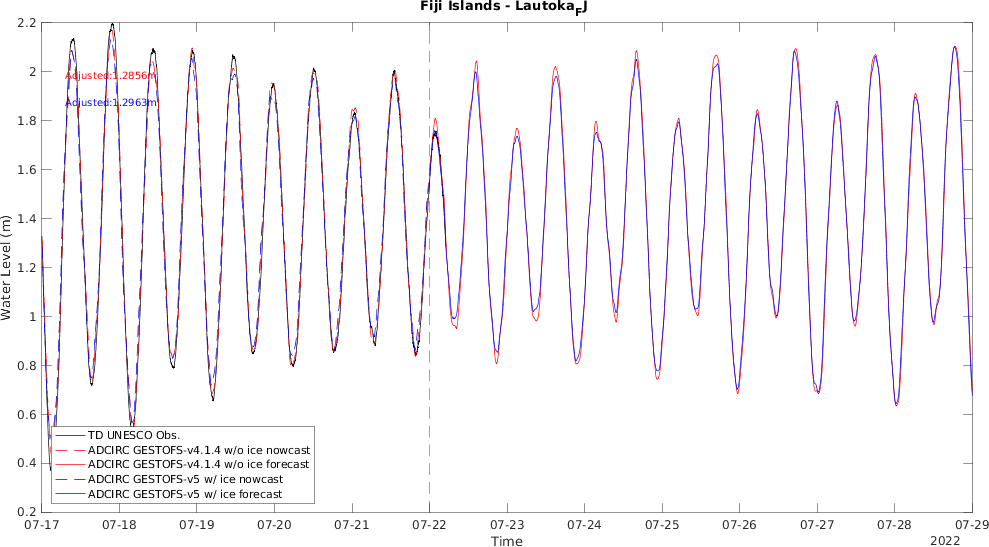 Fiji Islands - Lautoka_FJ
2.2
2
1.8
1.6
1.4
1.2
1
0.8
0.6
0.4
0.2
Water Level (m)
Adjusted:1.2856m
Adjusted:1.2963m
TD UNESCO Obs.
ADCIRC GESTOFS-v4.1.4 w/o ice nowcast
ADCIRC GESTOFS-v4.1.4 w/o ice forecast
ADCIRC GESTOFS-v5 w/ ice nowcast
ADCIRC GESTOFS-v5 w/ ice forecast
07-17 07-18 07-19 07-20 07-21 07-22 07-23 07-24 07-25 07-26 07-27 07-28 07-29
Time
2022